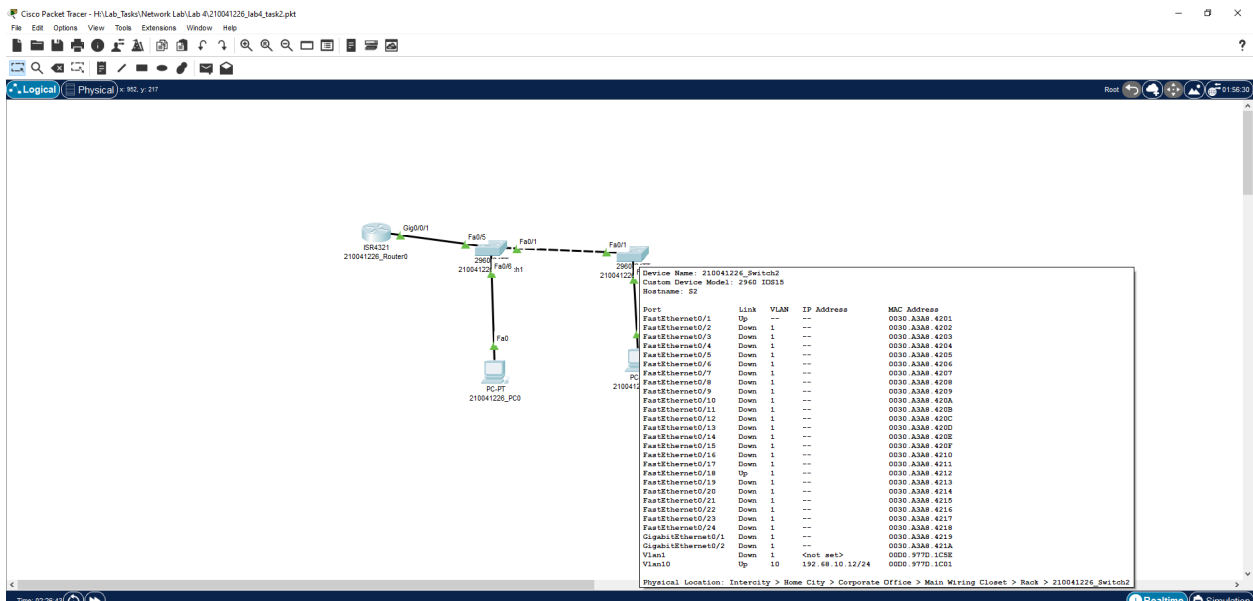 Cisco Packet Tracer - H:\Lab_Tasks\Network Lab\Lab 4\210041226_lab4_task2.pkt
File Edit Options View Tools Extensions Window Help
?
Logical Physical x: 952, y: 217 Root 01:56:30
Gig0/0/1
ISR4321
210041226_Router0
Fa0/5
Fa0/1
2960
Fa0/6
Fa0/1
2960
Fa0
PC-PT
210041226_PC0
Device Name: 210041226_Switch2
Custom Device Model: 2960 IOS15
Hostname: S2
Port Link VLAN IP Address MAC Address
FastEthernet0/1 Up -- -- 0030.A3A8.4201
FastEthernet0/2 Down 1 -- 0030.A3A8.4202
FastEthernet0/3 Down 1 -- 0030.A3A8.4203
FastEthernet0/4 Down 1 -- 0030.A3A8.4204
FastEthernet0/5 Down 1 -- 0030.A3A8.4205
FastEthernet0/6 Down 1 -- 0030.A3A8.4206
FastEthernet0/7 Down 1 -- 0030.A3A8.4207
FastEthernet0/8 Down 1 -- 0030.A3A8.4208
FastEthernet0/9 Down 1 -- 0030.A3A8.4209
FastEthernet0/10 Down 1 -- 0030.A3A8.420A
FastEthernet0/11 Down 1 -- 0030.A3A8.420B
FastEthernet0/12 Down 1 -- 0030.A3A8.420C
FastEthernet0/13 Down 1 -- 0030.A3A8.420D
FastEthernet0/14 Down 1 -- 0030.A3A8.420E
FastEthernet0/15 Down 1 -- 0030.A3A8.420F
FastEthernet0/16 Down 1 -- 0030.A3A8.4210
FastEthernet0/17 Down 1 -- 0030.A3A8.4211
FastEthernet0/18 Up 1 -- 0030.A3A8.4212
FastEthernet0/19 Down 1 -- 0030.A3A8.4213
FastEthernet0/20 Down 1 -- 0030.A3A8.4214
FastEthernet0/21 Down 1 -- 0030.A3A8.4215
FastEthernet0/22 Down 1 -- 0030.A3A8.4216
FastEthernet0/23 Down 1 -- 0030.A3A8.4217
FastEthernet0/24 Down 1 -- 0030.A3A8.4218
GigabitEthernet0/1 Down 1 -- 0030.A3A8.4219
GigabitEthernet0/2 Down 1 -- 0030.A3A8.421A
Vlan1 Down 1 <not set> 00D0.977D.1C5E
Vlan10 Up 10 192.68.10.12/24 00D0.977D.1C01
Physical Location: Intercity > Home City > Corporate Office > Main Wiring Closet > Rack > 210041226_Switch2
Realtime Simulation